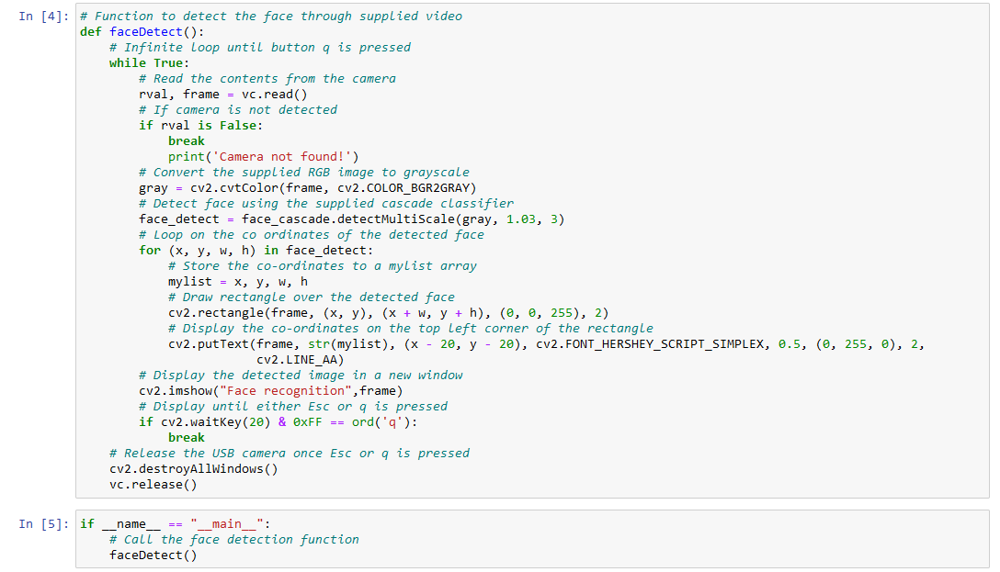 In [4]: # Function to detect the face through supplied video
def faceDetect():
    # Infinite loop until button q is pressed
    while True:
        # Read the contents from the camera
        rval, frame = vc.read()
        # If camera is not detected
        if rval is False:
            break
            print('Camera not found!')
        # Convert the supplied RGB image to grayscale
        gray = cv2.cvtColor(frame, cv2.COLOR_BGR2GRAY)
        # Detect face using the supplied cascade classifier
        face_detect = face_cascade.detectMultiScale(gray, 1.03, 3)
        # Loop on the co ordinates of the detected face
        for (x, y, w, h) in face_detect:
            # Store the co-ordinates to a mylist array
            mylist = x, y, w, h
            # Draw rectangle over the detected face
            cv2.rectangle(frame, (x, y), (x + w, y + h), (0, 0, 255), 2)
            # Display the co-ordinates on the top left corner of the rectangle
            cv2.putText(frame, str(mylist), (x - 20, y - 20), cv2.FONT_HERSHEY_SCRIPT_SIMPLEX, 0.5, (0, 255, 0), 2,
                        cv2.LINE_AA)
        # Display the detected image in a new window
        cv2.imshow("Face recognition",frame)
        # Display until either Esc or q is pressed
        if cv2.waitKey(20) & 0xFF == ord('q'):
            break
    # Release the USB camera once Esc or q is pressed
    cv2.destroyAllWindows()
    vc.release()
In [5]: if __name__ == "__main__":
    # Call the face detection function
    faceDetect()